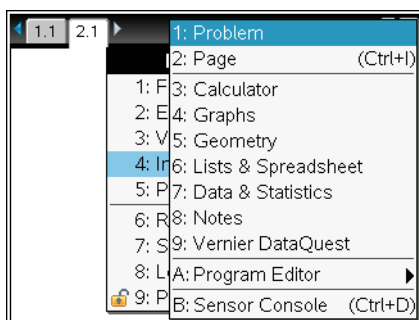 1.1 2.1
1: Problem
2: Page (Ctrl+I)
3: Calculator
4: Graphs
5: Geometry
6: Lists & Spreadsheet
7: Data & Statistics
8: Notes
9: Vernier DataQuest
A: Program Editor
B: Sensor Console (Ctrl+D)
1: F
2: E
3: V
4: In
5: P
6: R
7: S
8: L
9: P